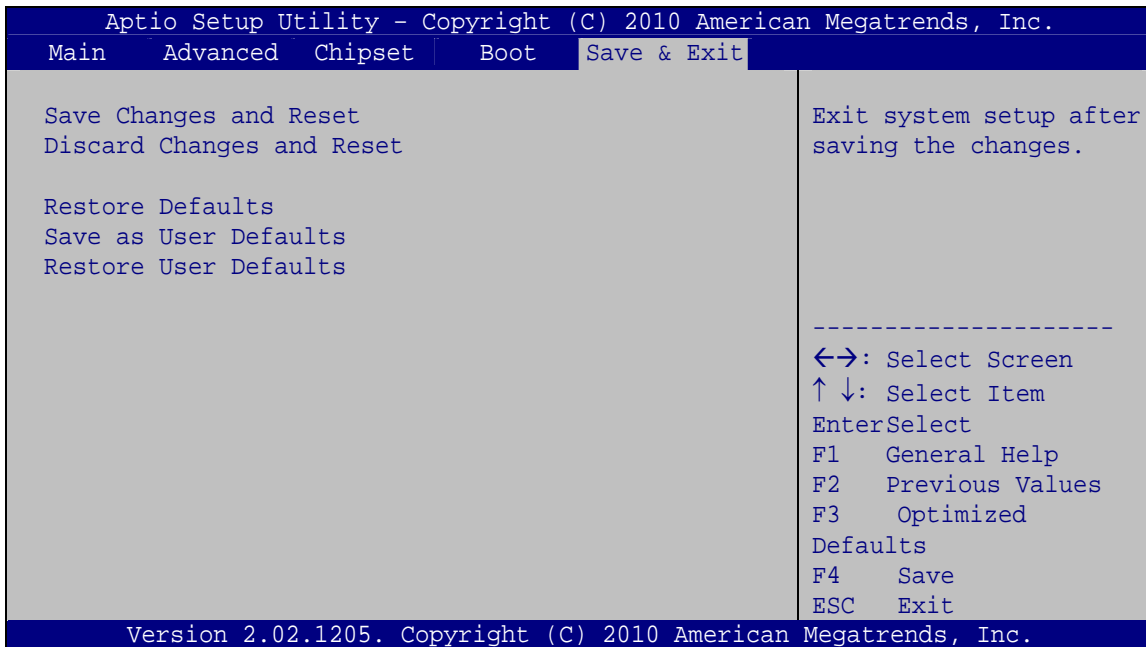 Aptio Setup Utility – Copyright (C) 2010 American Megatrends, Inc.
Main Advanced Chipset Boot Save & Exit
Save Changes and Reset
Discard Changes and Reset
Restore Defaults
Save as User Defaults
Restore User Defaults
Exit system setup after
saving the changes.
---------------------
←→: Select Screen
↑ ↓: Select Item
EnterSelect
F1 General Help
F2 Previous Values
F3 Optimized
Defaults
F4 Save
ESC Exit
Version 2.02.1205. Copyright (C) 2010 American Megatrends, Inc.